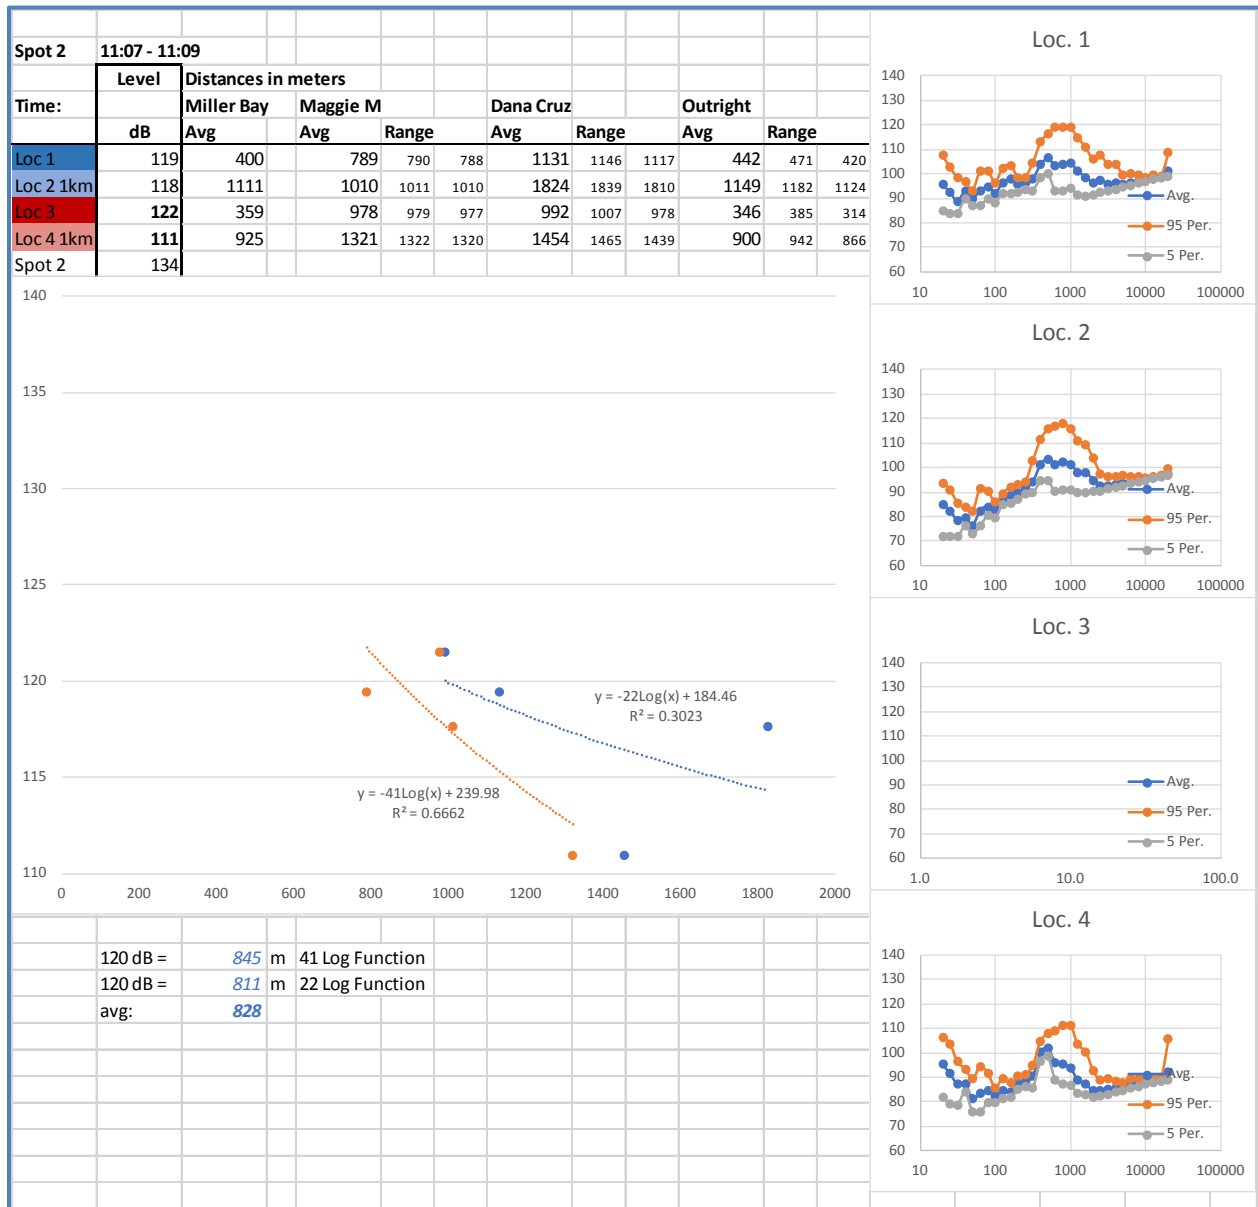 Spot 2 11:07 - 11:09
Level Distances in meters
Time: Miller Bay Maggie M Dana Cruz Outright
dB Avg Avg Range Avg Range Avg Range
Loc 1 119 400 789 790 788 1131 1146 1117 442 471 420
Loc 2 1km 118 1111 1010 1011 1010 1824 1839 1810 1149 1182 1124
Loc 3 122 359 978 979 977 992 1007 978 346 385 314
Loc 4 1km 111 925 1321 1322 1320 1454 1465 1439 900 942 866
Spot 2 134
140
135
130
125
120
115
110
0 200 400 600 800 1000 1200 1400 1600 1800 2000
y = -22Log(x) + 184.46
R² = 0.3023
y = -41Log(x) + 239.98
R² = 0.6662
120 dB = 845 m 41 Log Function
120 dB = 811 m 22 Log Function
avg: 828
Loc. 1
140
130
120
110
100
90
80
70
60
10 100 1000 10000 100000
Avg.
95 Per.
5 Per.
Loc. 2
140
130
120
110
100
90
80
70
60
10 100 1000 10000 100000
Avg.
95 Per.
5 Per.
Loc. 3
140
130
120
110
100
90
80
70
60
1.0 10.0 100.0
Avg.
95 Per.
5 Per.
Loc. 4
140
130
120
110
100
90
80
70
60
10 100 1000 10000 100000
Avg.
95 Per.
5 Per.